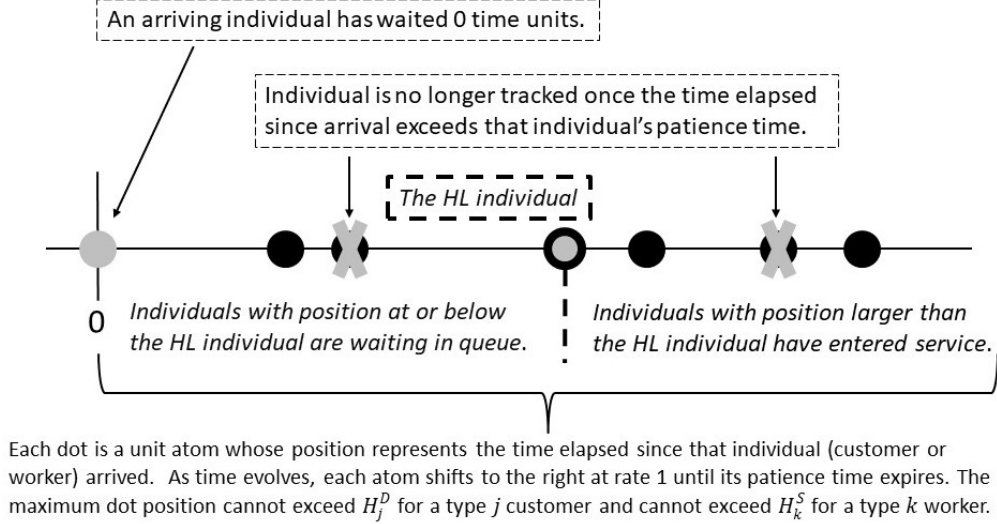 An arriving individual has waited 0 time units.
Individual is no longer tracked once the time elapsed
since arrival exceeds that individual's patience time.
The HL individual
0
Individuals with position at or below
the HL individual are waiting in queue.
Individuals with position larger than
the HL individual have entered service.
Each dot is a unit atom whose position represents the time elapsed since that individual (customer or
worker) arrived. As time evolves, each atom shifts to the right at rate 1 until its patience time expires. The
maximum dot position cannot exceed $H_j^D$ for a type $j$ customer and cannot exceed $H_k^S$ for a type $k$ worker.